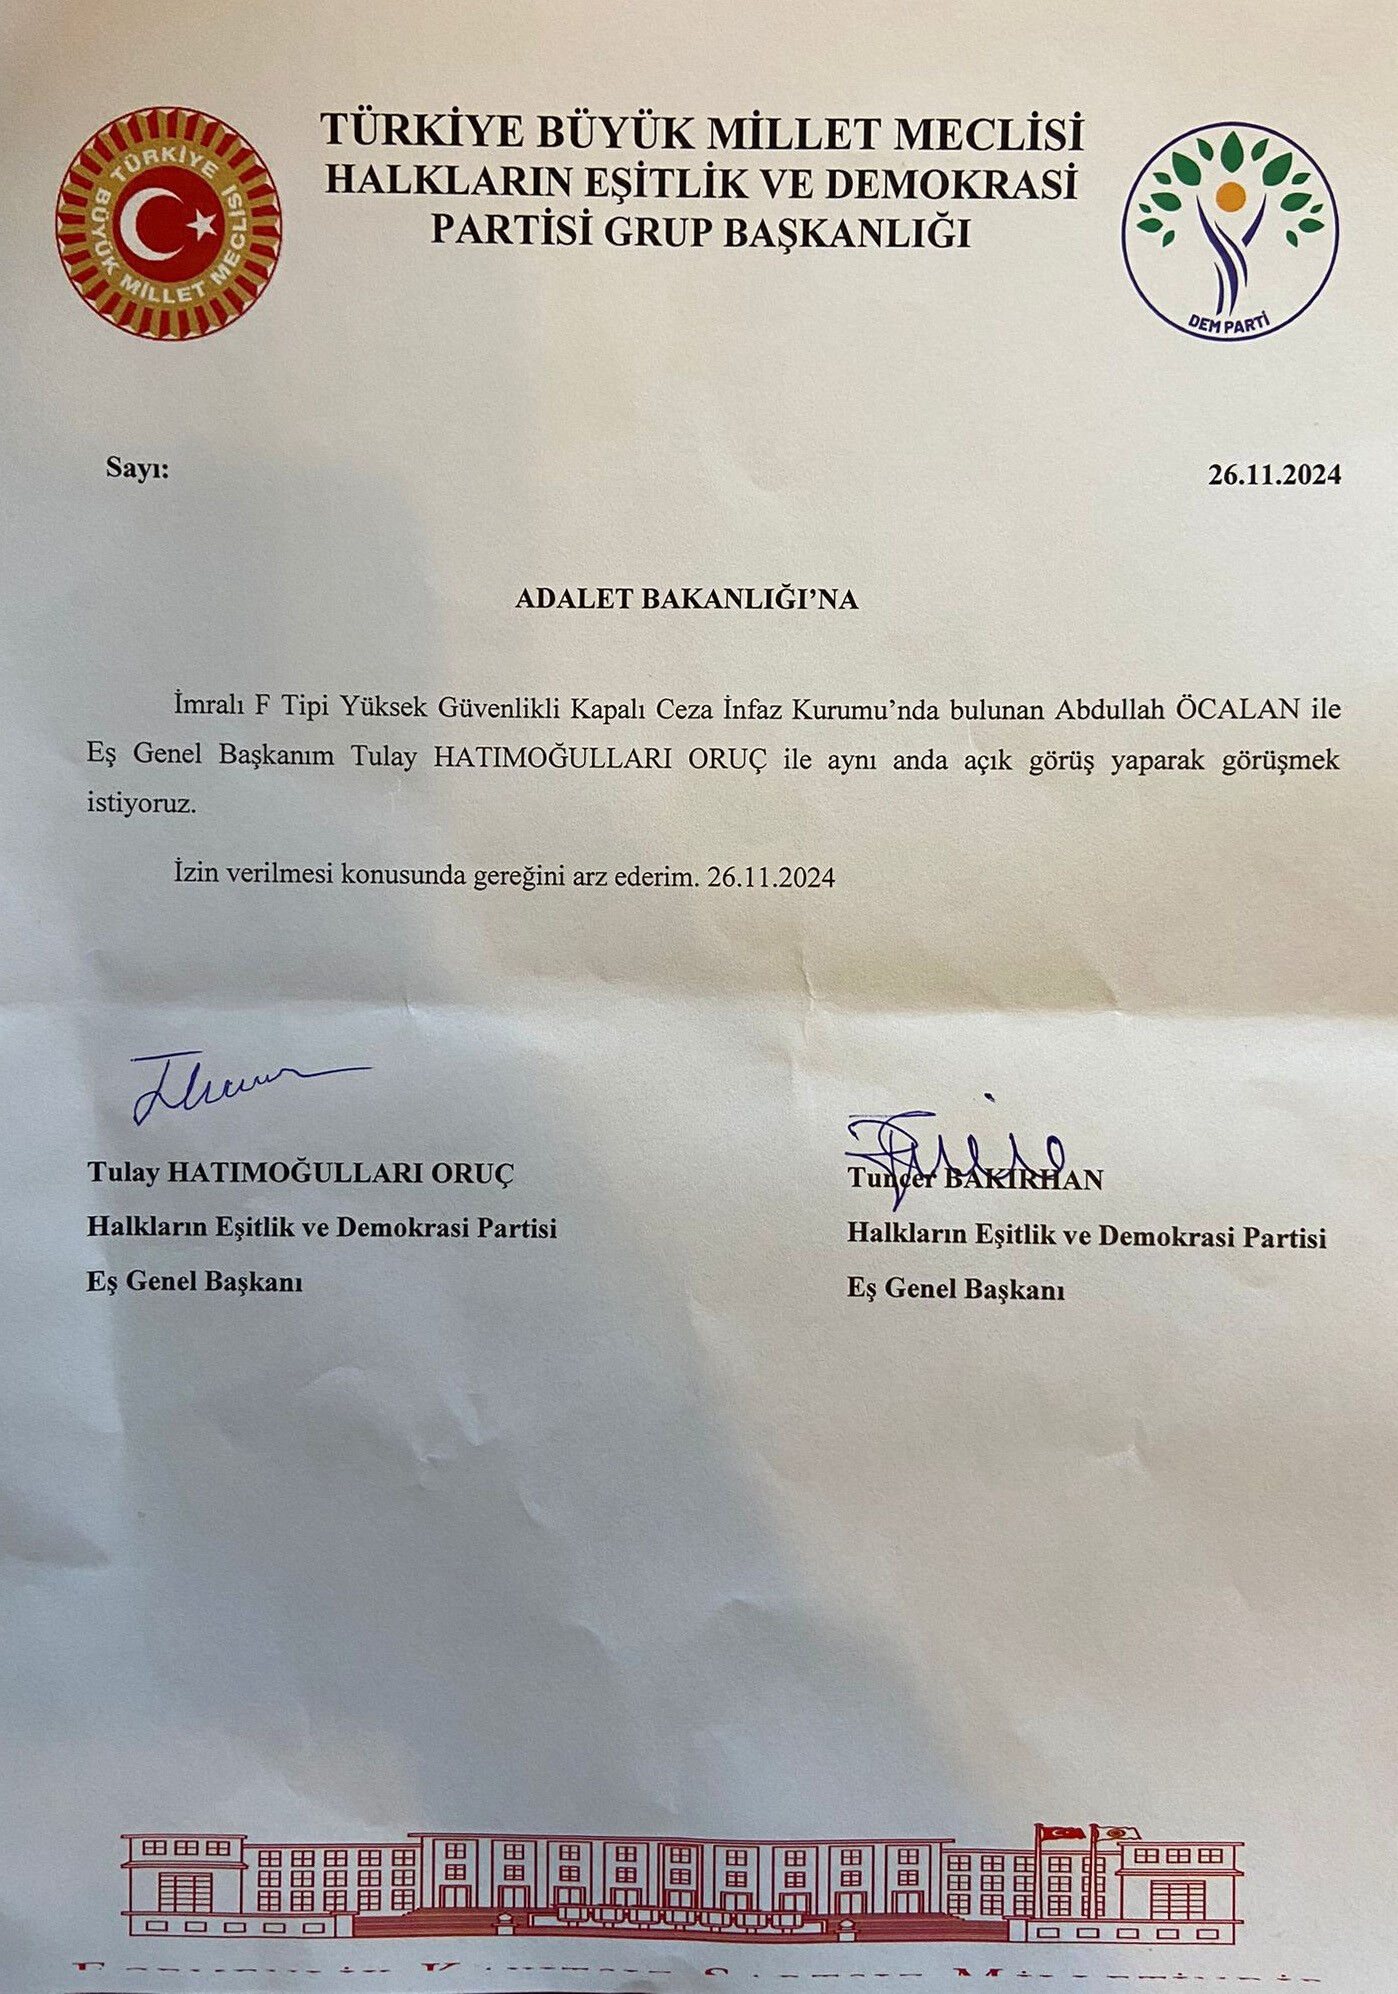 TÜRKİYE BÜYÜK MİLLET MECLİSİ
HALKLARIN EŞİTLİK VE DEMOKRASİ
PARTİSİ GRUP BAŞKANLIĞI
TÜRKİYE
BÜYÜK MİLLET MECLİSİ
DEM PARTİ
Sayı:
26.11.2024
ADALET BAKANLIĞI’NA
İmralı F Tipi Yüksek Güvenlikli Kapalı Ceza İnfaz Kurumu’nda bulunan Abdullah ÖCALAN ile
Eş Genel Başkanım Tulay HATIMOĞULLARI ORUÇ ile aynı anda açık görüş yaparak görüşmek
istiyoruz.
İzin verilmesi konusunda gereğini arz ederim. 26.11.2024
Tulay HATIMOĞULLARI ORUÇ
Halkların Eşitlik ve Demokrasi Partisi
Eş Genel Başkanı
Tunçer BAKIRHAN
Halkların Eşitlik ve Demokrasi Partisi
Eş Genel Başkanı